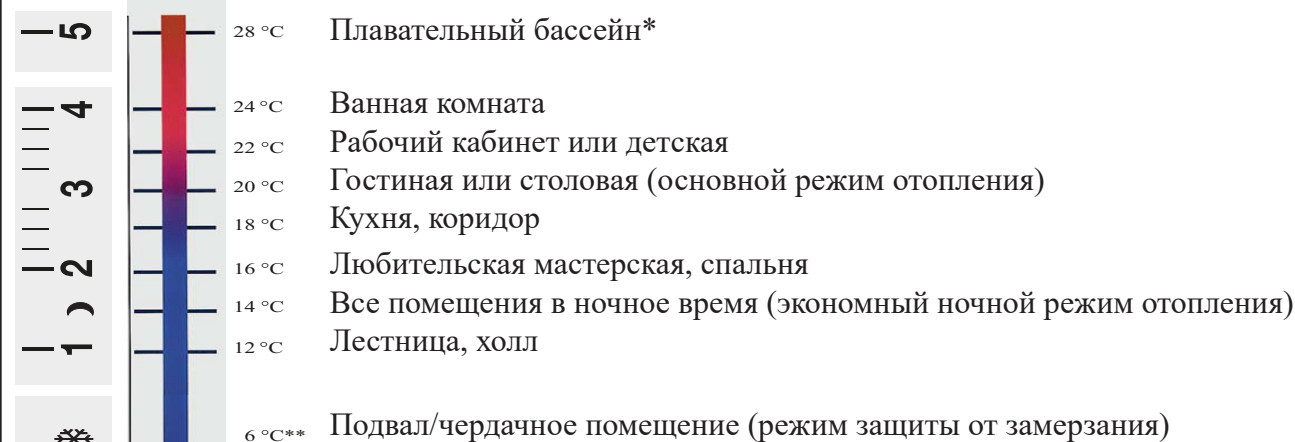 5 28 °C Плавательный бассейн*
4 24 °C Ванная комната
22 °C Рабочий кабинет или детская
3 20 °C Гостиная или столовая (основной режим отопления)
18 °C Кухня, коридор
2 16 °C Любительская мастерская, спальня
14 °C Все помещения в ночное время (экономный ночной режим отопления)
1 12 °C Лестница, холл
6 °C** Подвал/чердачное помещение (режим защиты от замерзания)